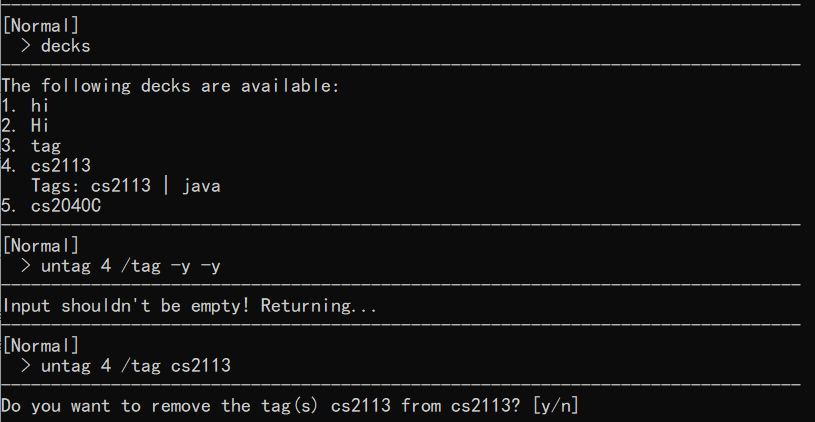 [Normal]
> decks
The following decks are available:
1. hi
2. Hi
3. tag
4. cs2113
Tags: cs2113 | java
5. cs2040C
[Normal]
> untag 4 /tag -y -y
Input shouldn't be empty! Returning...
[Normal]
> untag 4 /tag cs2113
Do you want to remove the tag(s) cs2113 from cs2113? [y/n]